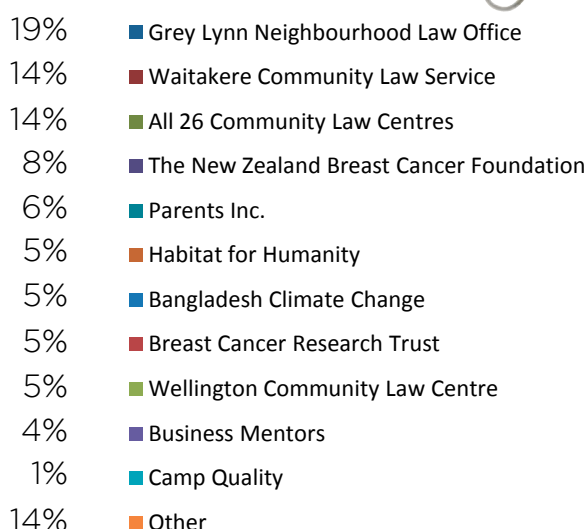 19% Grey Lynn Neighbourhood Law Office
14% Waitakere Community Law Service
14% All 26 Community Law Centres
8% The New Zealand Breast Cancer Foundation
6% Parents Inc.
5% Habitat for Humanity
5% Bangladesh Climate Change
5% Breast Cancer Research Trust
5% Wellington Community Law Centre
4% Business Mentors
1% Camp Quality
14% Other